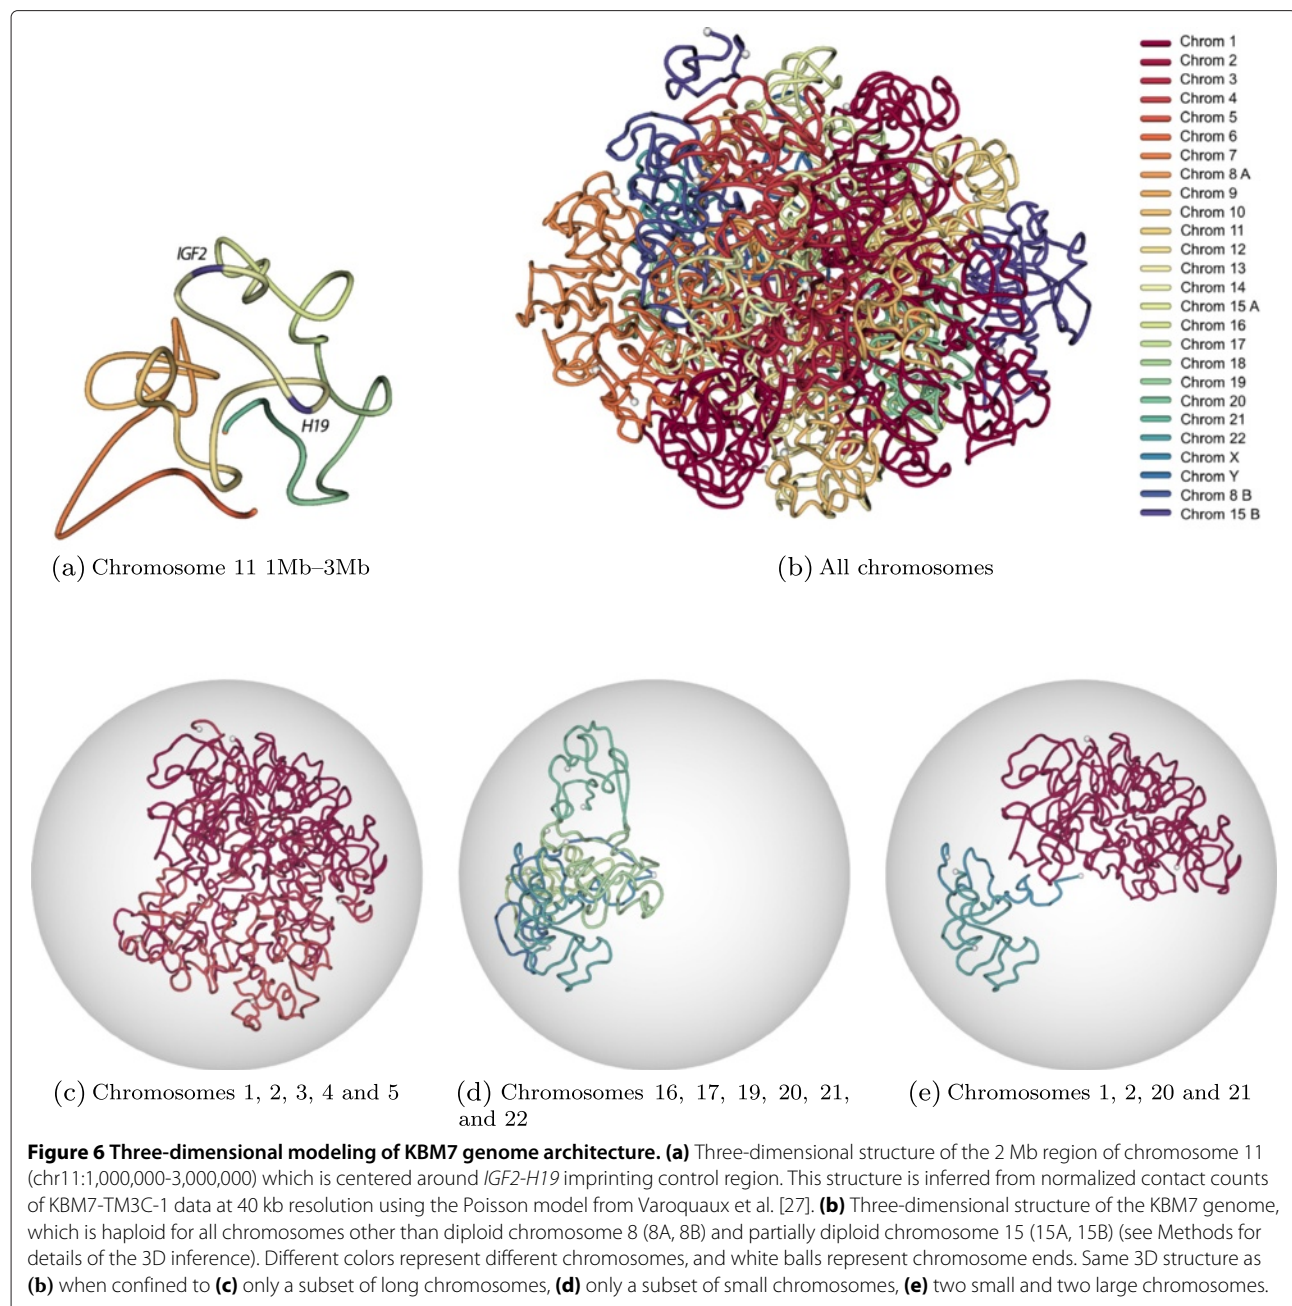 Chrom 1
Chrom 2
Chrom 3
Chrom 4
Chrom 5
Chrom 6
Chrom 7
Chrom 8 A
Chrom 9
Chrom 10
Chrom 11
Chrom 12
Chrom 13
Chrom 14
Chrom 15 A
Chrom 16
Chrom 17
Chrom 18
Chrom 19
Chrom 20
Chrom 21
Chrom 22
Chrom X
Chrom Y
Chrom 8 B
Chrom 15 B
IGF2
H19
(a) Chromosome 11 1Mb–3Mb
(b) All chromosomes
(c) Chromosomes 1, 2, 3, 4 and 5
(d) Chromosomes 16, 17, 19, 20, 21,
and 22
(e) Chromosomes 1, 2, 20 and 21
Figure 6 Three-dimensional modeling of KBM7 genome architecture. (a) Three-dimensional structure of the 2 Mb region of chromosome 11
(chr11:1,000,000-3,000,000) which is centered around IGF2-H19 imprinting control region. This structure is inferred from normalized contact counts
of KBM7-TM3C-1 data at 40 kb resolution using the Poisson model from Varoquaux et al. [27]. (b) Three-dimensional structure of the KBM7 genome,
which is haploid for all chromosomes other than diploid chromosome 8 (8A, 8B) and partially diploid chromosome 15 (15A, 15B) (see Methods for
details of the 3D inference). Different colors represent different chromosomes, and white balls represent chromosome ends. Same 3D structure as
(b) when confined to (c) only a subset of long chromosomes, (d) only a subset of small chromosomes, (e) two small and two large chromosomes.